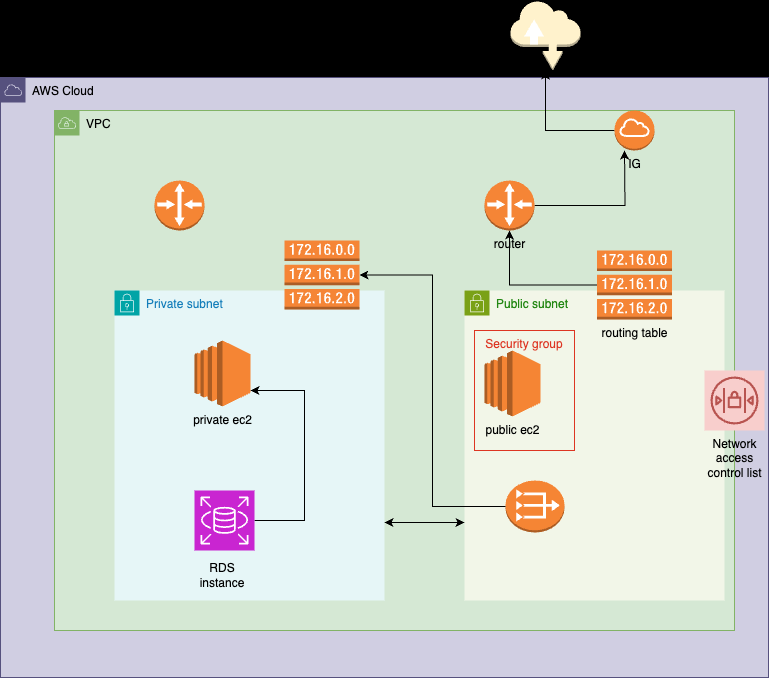 AWS Cloud
VPC
IG
router
172.16.0.0
172.16.1.0
172.16.2.0
172.16.0.0
172.16.1.0
172.16.2.0
routing table
Private subnet
private ec2
RDS
instance
Public subnet
Security group
public ec2
Network
access
control list